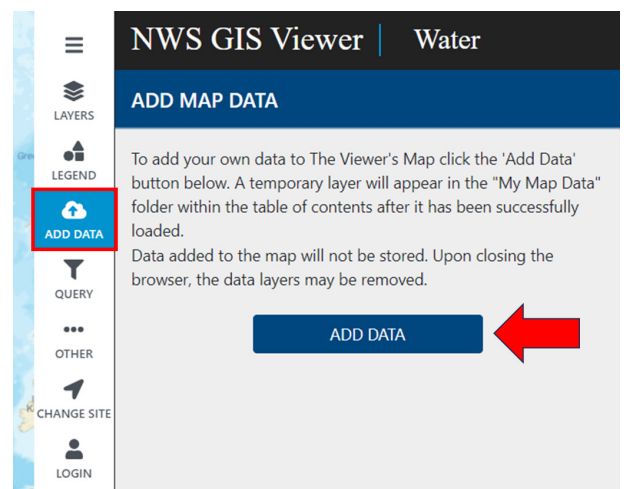 NWS GIS Viewer | Water
LAYERS
LEGEND
ADD DATA
QUERY
OTHER
CHANGE SITE
LOGIN
ADD MAP DATA
To add your own data to The Viewer's Map click the 'Add Data'
button below. A temporary layer will appear in the "My Map Data"
folder within the table of contents after it has been successfully
loaded.
Data added to the map will not be stored. Upon closing the
browser, the data layers may be removed.
ADD DATA